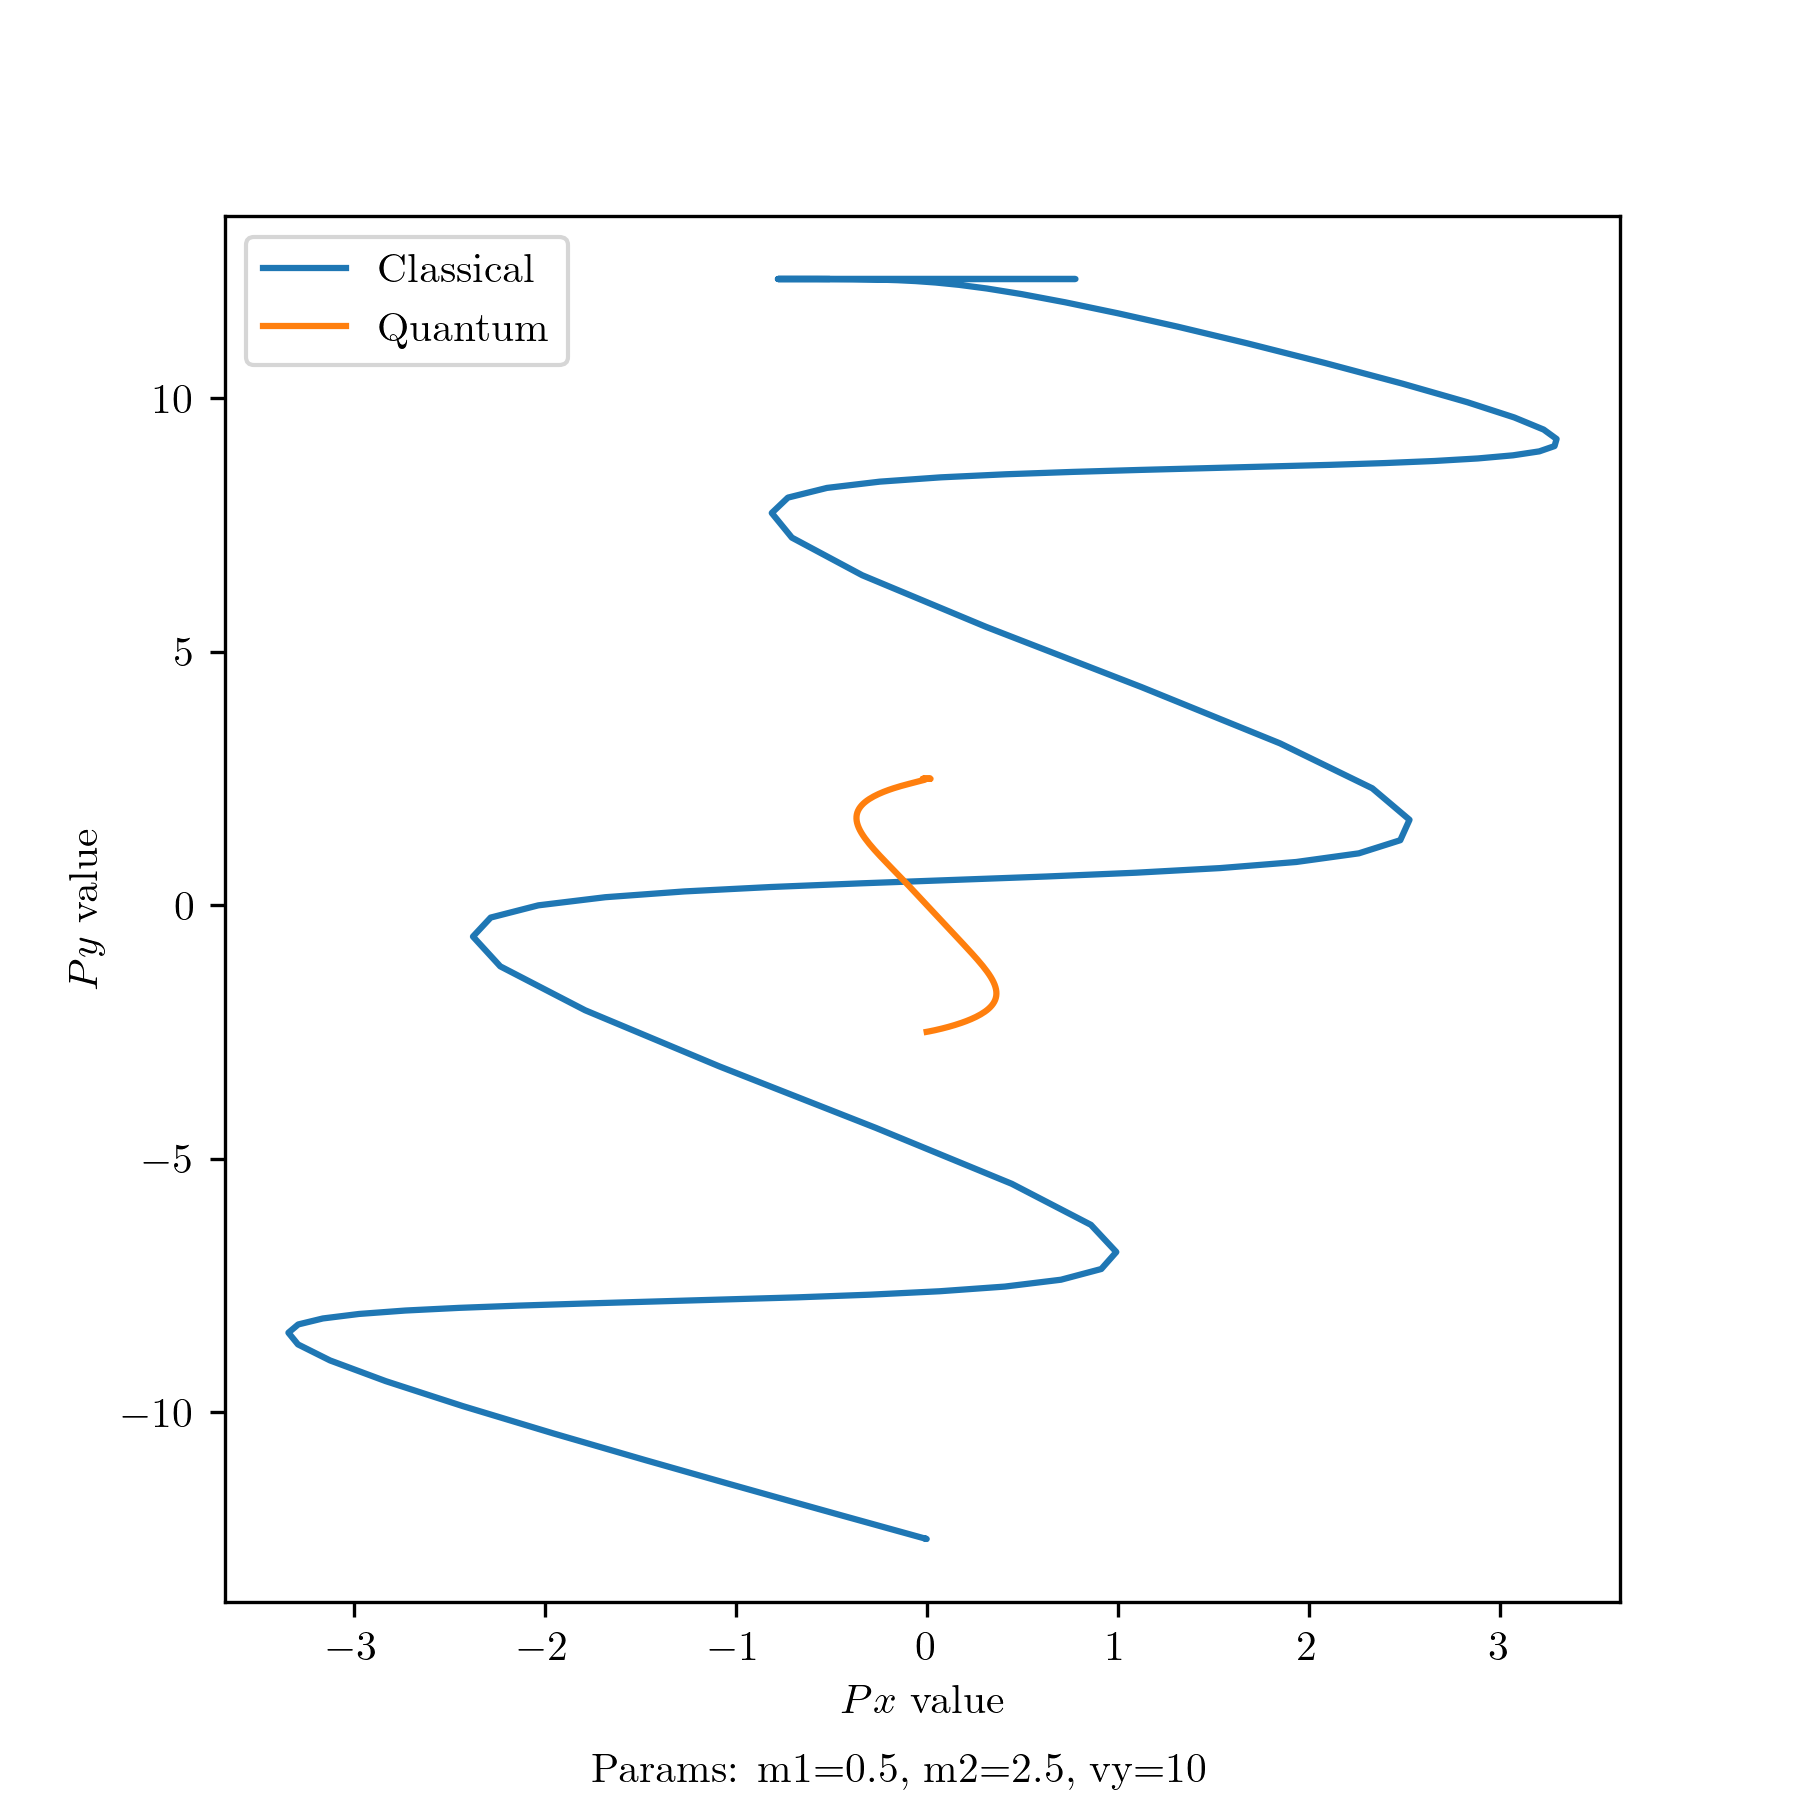 Classical
Quantum
10
5
0
−5
−10
Py value
−3
−2
−1
0
1
2
3
Px value
Params: m1=0.5, m2=2.5, vy=10